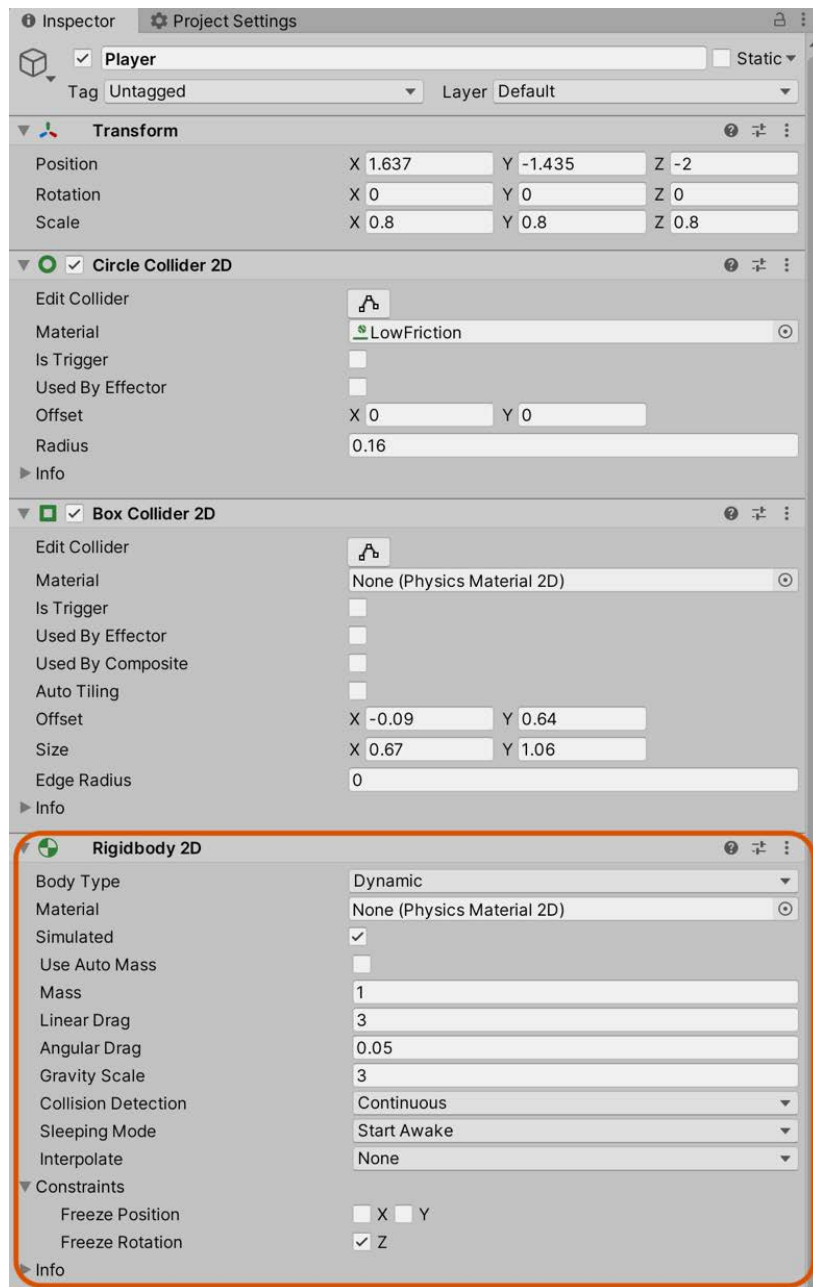 Inspector Project Settings
Player Static
Tag Untagged Layer Default
Transform
Position X 1.637 Y -1.435 Z -2
Rotation X 0 Y 0 Z 0
Scale X 0.8 Y 0.8 Z 0.8
Circle Collider 2D
Edit Collider
Material LowFriction
Is Trigger
Used By Effector
Offset X 0 Y 0
Radius 0.16
Info
Box Collider 2D
Edit Collider
Material None (Physics Material 2D)
Is Trigger
Used By Effector
Used By Composite
Auto Tiling
Offset X -0.09 Y 0.64
Size X 0.67 Y 1.06
Edge Radius 0
Info
Rigidbody 2D
Body Type Dynamic
Material None (Physics Material 2D)
Simulated
Use Auto Mass
Mass 1
Linear Drag 3
Angular Drag 0.05
Gravity Scale 3
Collision Detection Continuous
Sleeping Mode Start Awake
Interpolate None
Constraints
Freeze Position X Y
Freeze Rotation Z
Info